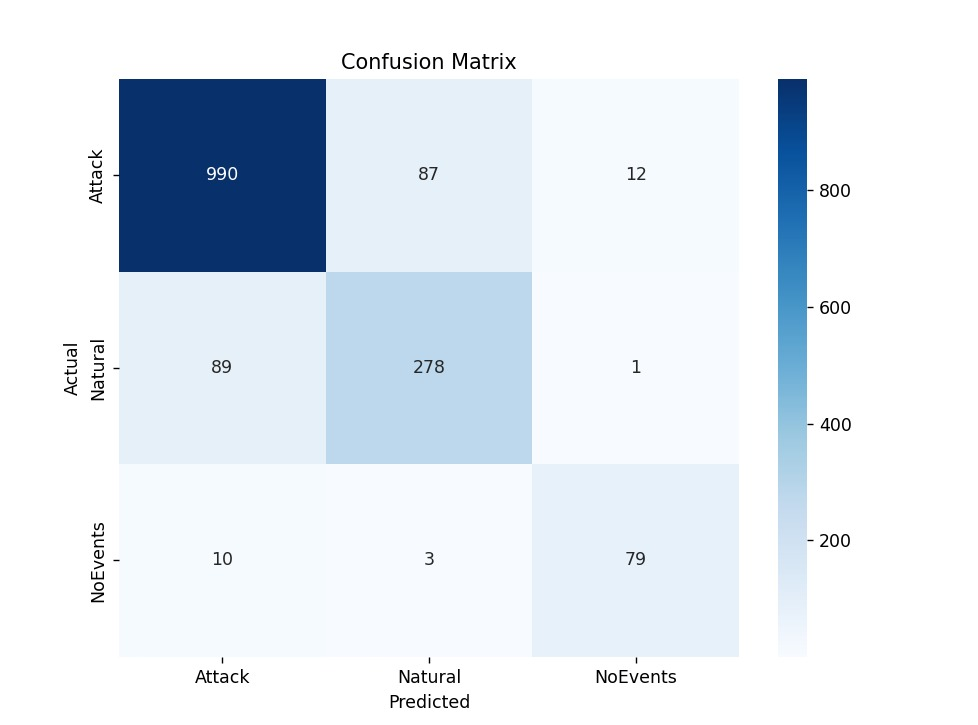 Confusion Matrix
Actual
Attack
990 87 12
Natural
89 278 1
NoEvents
10 3 79
Attack Natural NoEvents
Predicted
800
600
400
200